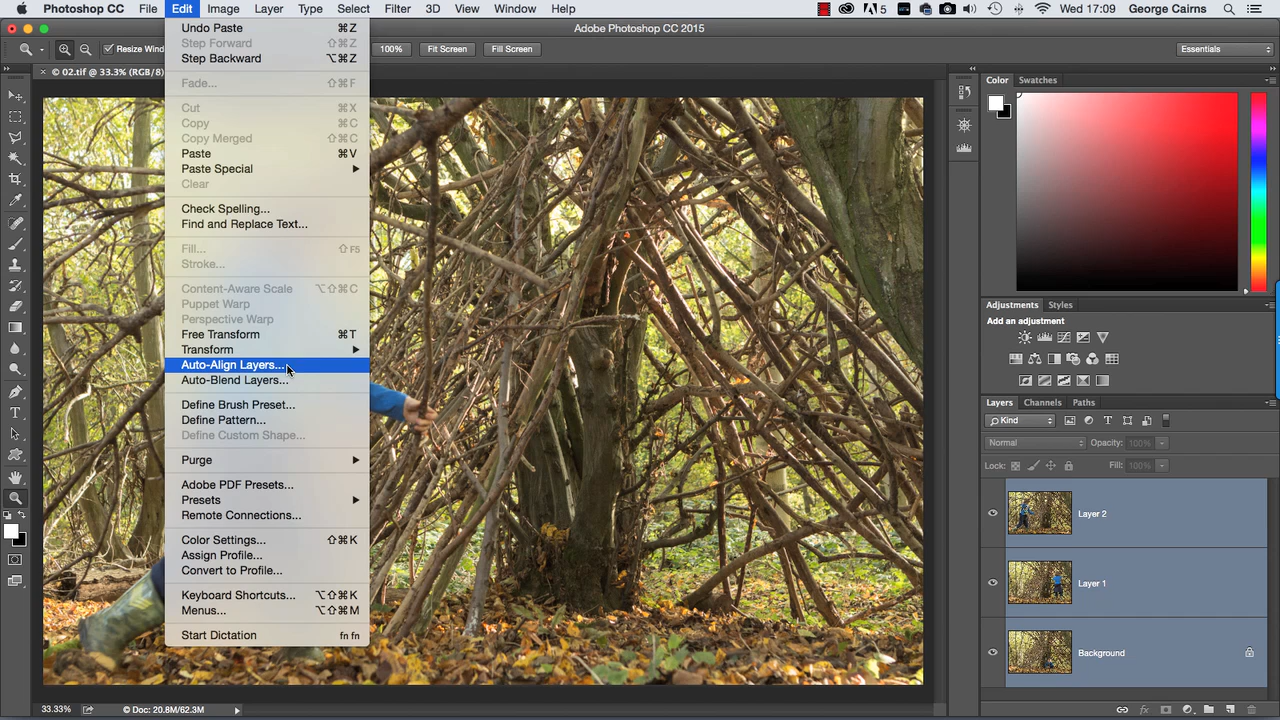 Photoshop CC File Edit Image Layer Type Select Filter 3D View Window Help 5 Wed 17:09 George Cairns
Adobe Photoshop CC 2015
Resize Wind 100% Fit Screen Fill Screen Essentials
× © 02.tif @ 33.3% (RGB/8)
Undo Paste ⌘Z
Step Forward ⇧⌘Z
Step Backward ⌥⌘Z
Fade... ⇧⌘F
Cut ⌘X
Copy ⌘C
Copy Merged ⇧⌘C
Paste ⌘V
Paste Special
Clear
Check Spelling...
Find and Replace Text...
Fill... ⇧F5
Stroke...
Content-Aware Scale ⌥⇧⌘C
Puppet Warp
Perspective Warp
Free Transform ⌘T
Transform
Auto-Align Layers...
Auto-Blend Layers...
Define Brush Preset...
Define Pattern...
Define Custom Shape...
Purge
Adobe PDF Presets...
Presets
Remote Connections...
Color Settings... ⇧⌘K
Assign Profile...
Convert to Profile...
Keyboard Shortcuts... ⌥⇧⌘K
Menus... ⌥⇧⌘M
Start Dictation fn fn
Color Swatches
Adjustments Styles
Add an adjustment
Layers Channels Paths
Kind
Normal Opacity: 100%
Lock: Fill: 100%
Layer 2
Layer 1
Background
33.33% © Doc: 20.8M/62.3M